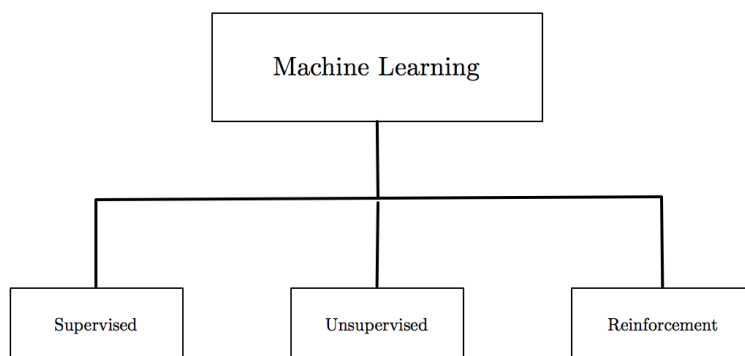 Machine Learning
Supervised
Unsupervised
Reinforcement